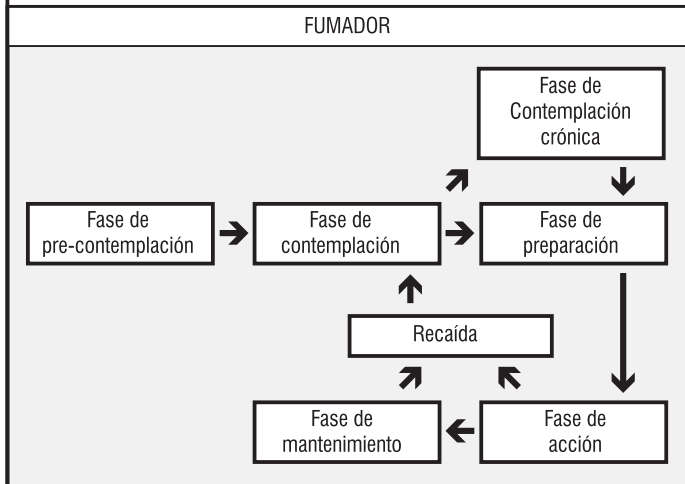 FUMADOR
Fase de
Contemplación
crónica
Fase de
pre-contemplación
Fase de
contemplación
Fase de
preparación
Recaída
Fase de
mantenimiento
Fase de
acción